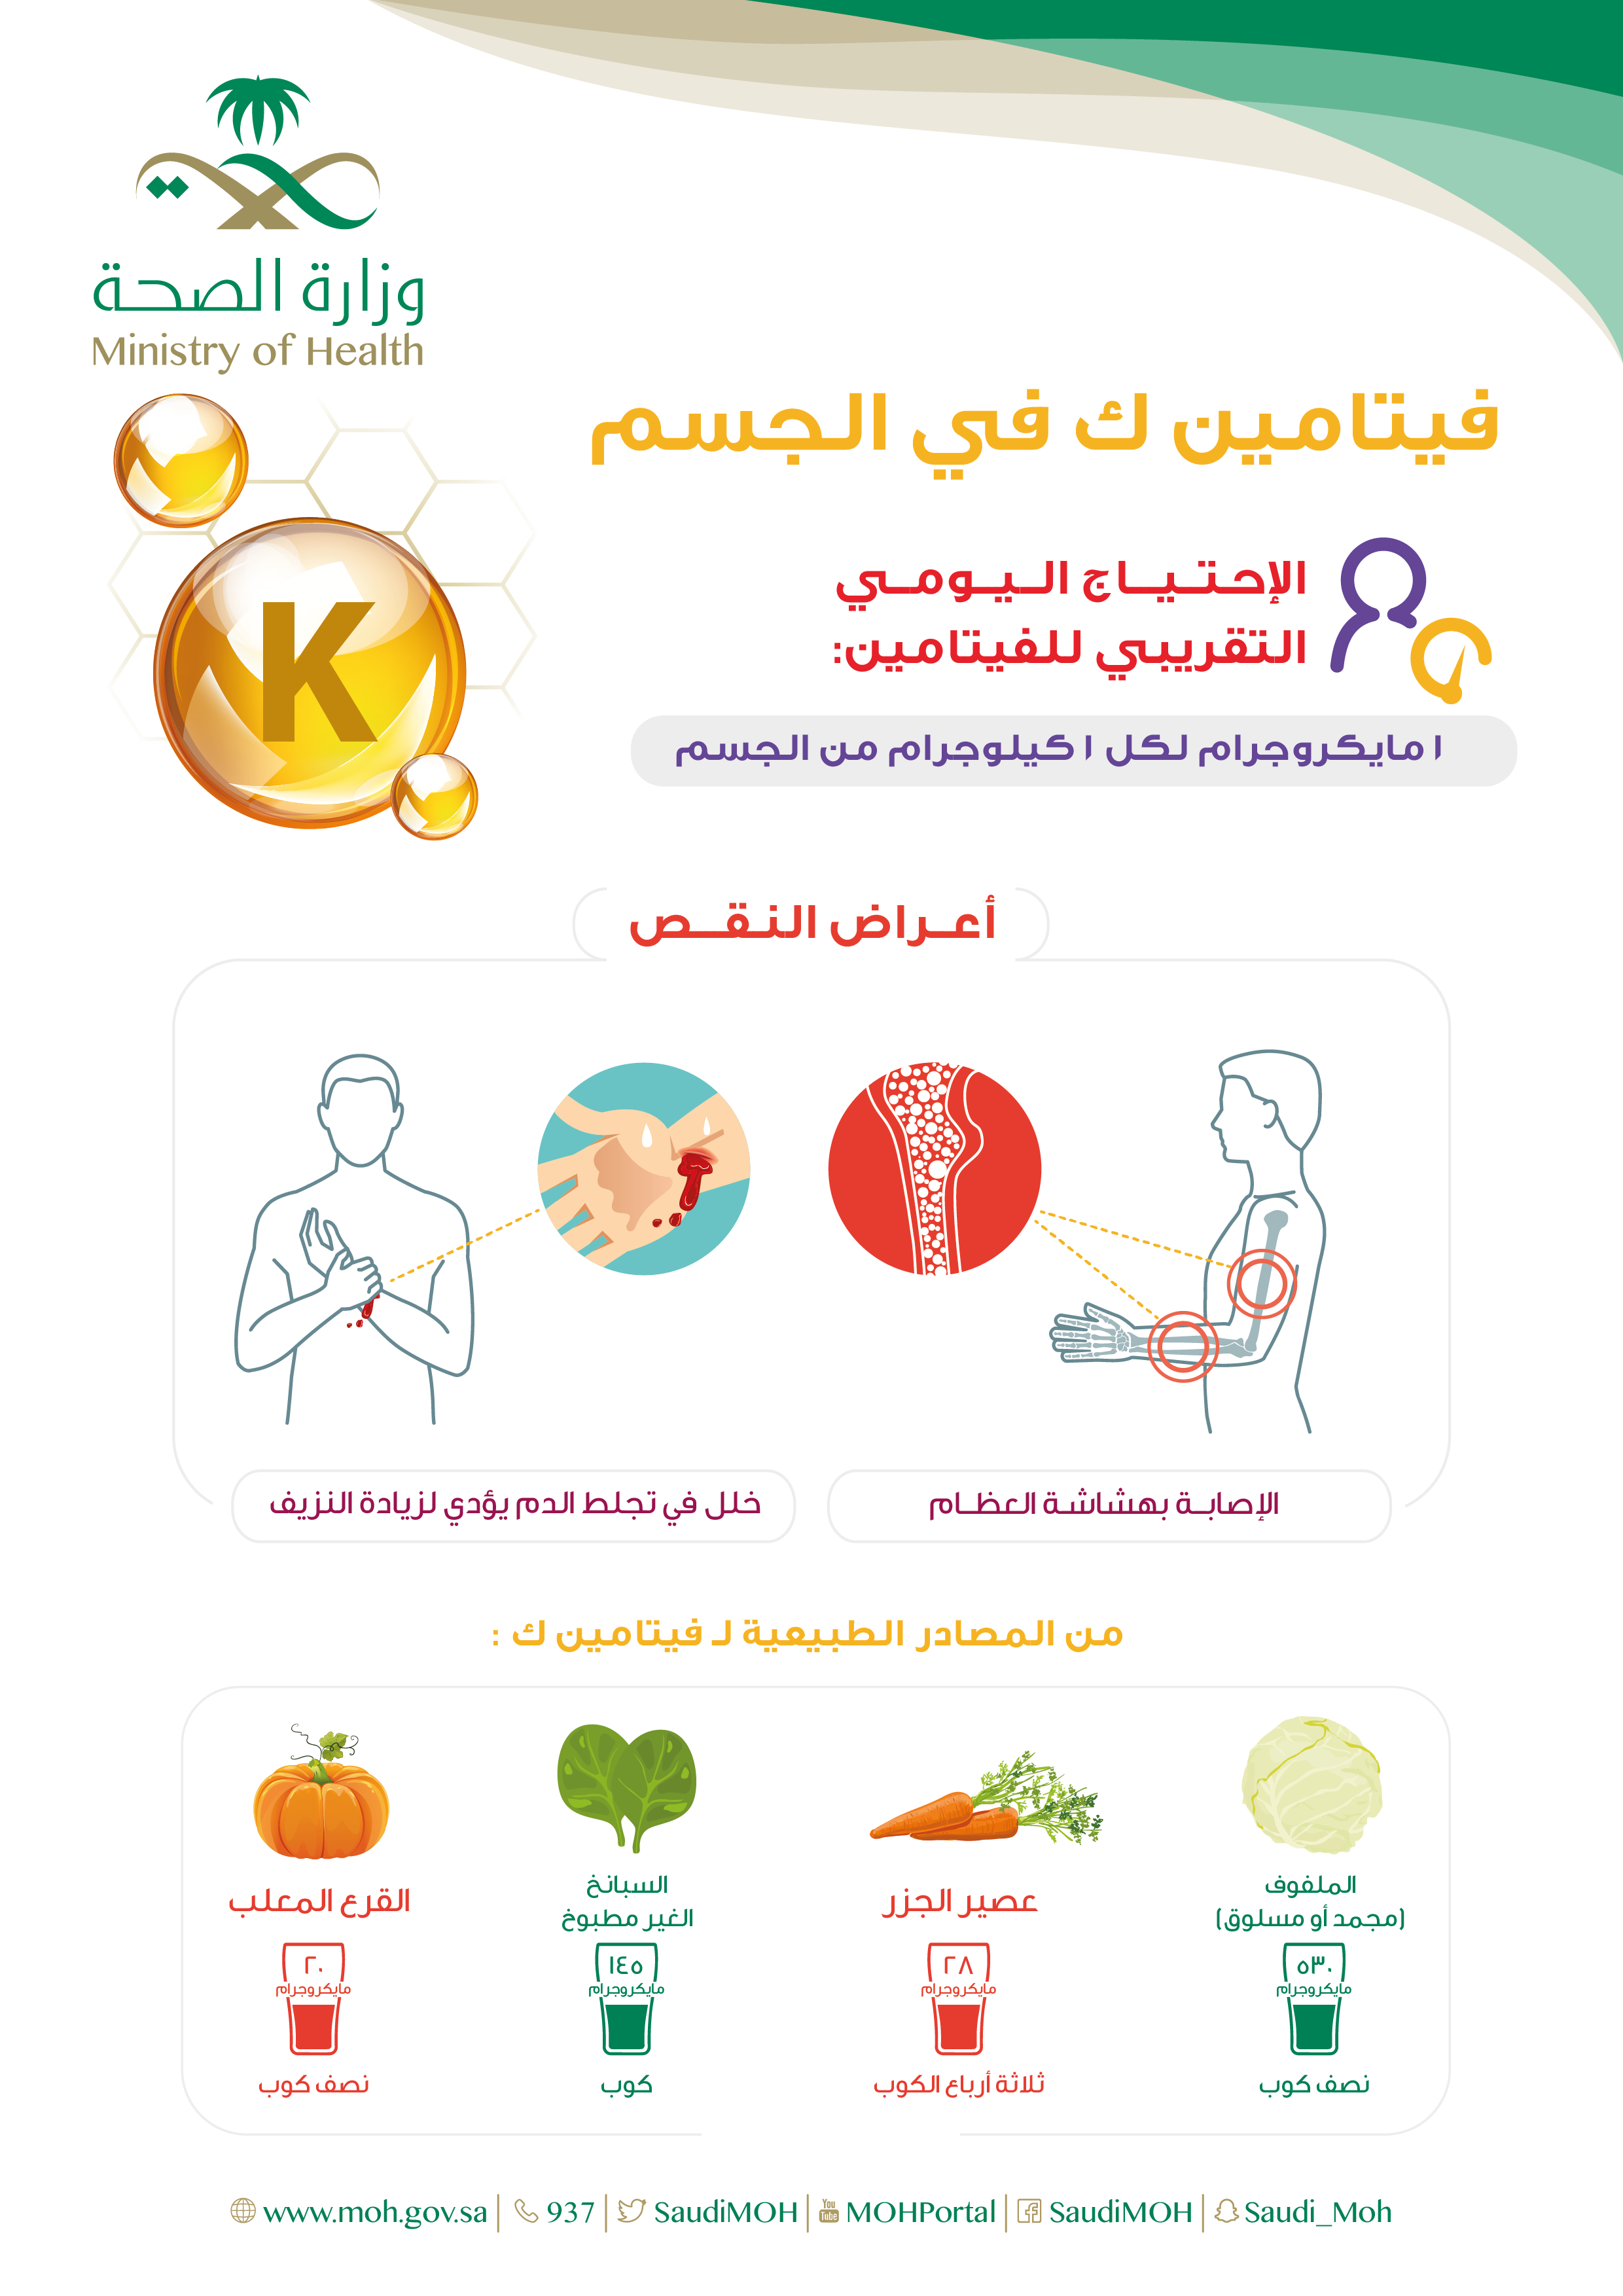 وزارة الصحة
Ministry of Health
فيتامين ك في الجسم
K
الإحتياج اليومي
التقريبي للفيتامين:
١ مايكروجرام لكل ١ كيلوجرام من الجسم
أعراض النقص
الإصابة بهشاشة العظام
خلل في تجلط الدم يؤدي لزيادة النزيف
من المصادر الطبيعية لـ فيتامين ك :
الملفوف
(مجمد أو مسلوق)
٥٣٠
مايكروجرام
نصف كوب
عصير الجزر
٢٨
مايكروجرام
ثلاثة أرباع الكوب
السبانخ
الغير مطبوخ
١٤٥
مايكروجرام
كوب
القرع المعلب
٢٠
مايكروجرام
نصف كوب
www.moh.gov.sa | 937 | SaudiMOH | You Tube MOHPortal | SaudiMOH | Saudi_Moh